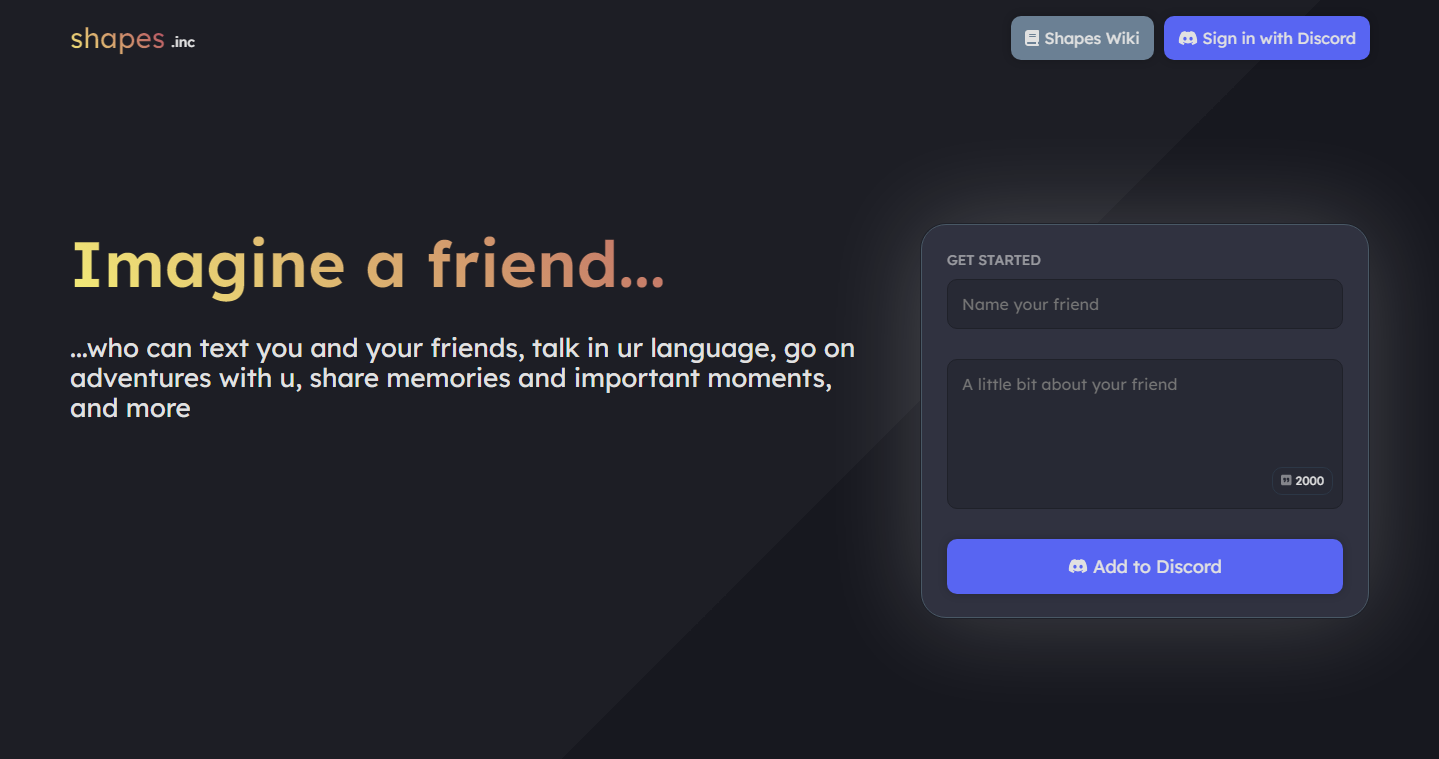 shapes .inc
Shapes Wiki
Sign in with Discord
Imagine a friend...
...who can text you and your friends, talk in ur language, go on
adventures with u, share memories and important moments,
and more
GET STARTED
Name your friend
A little bit about your friend
2000
Add to Discord